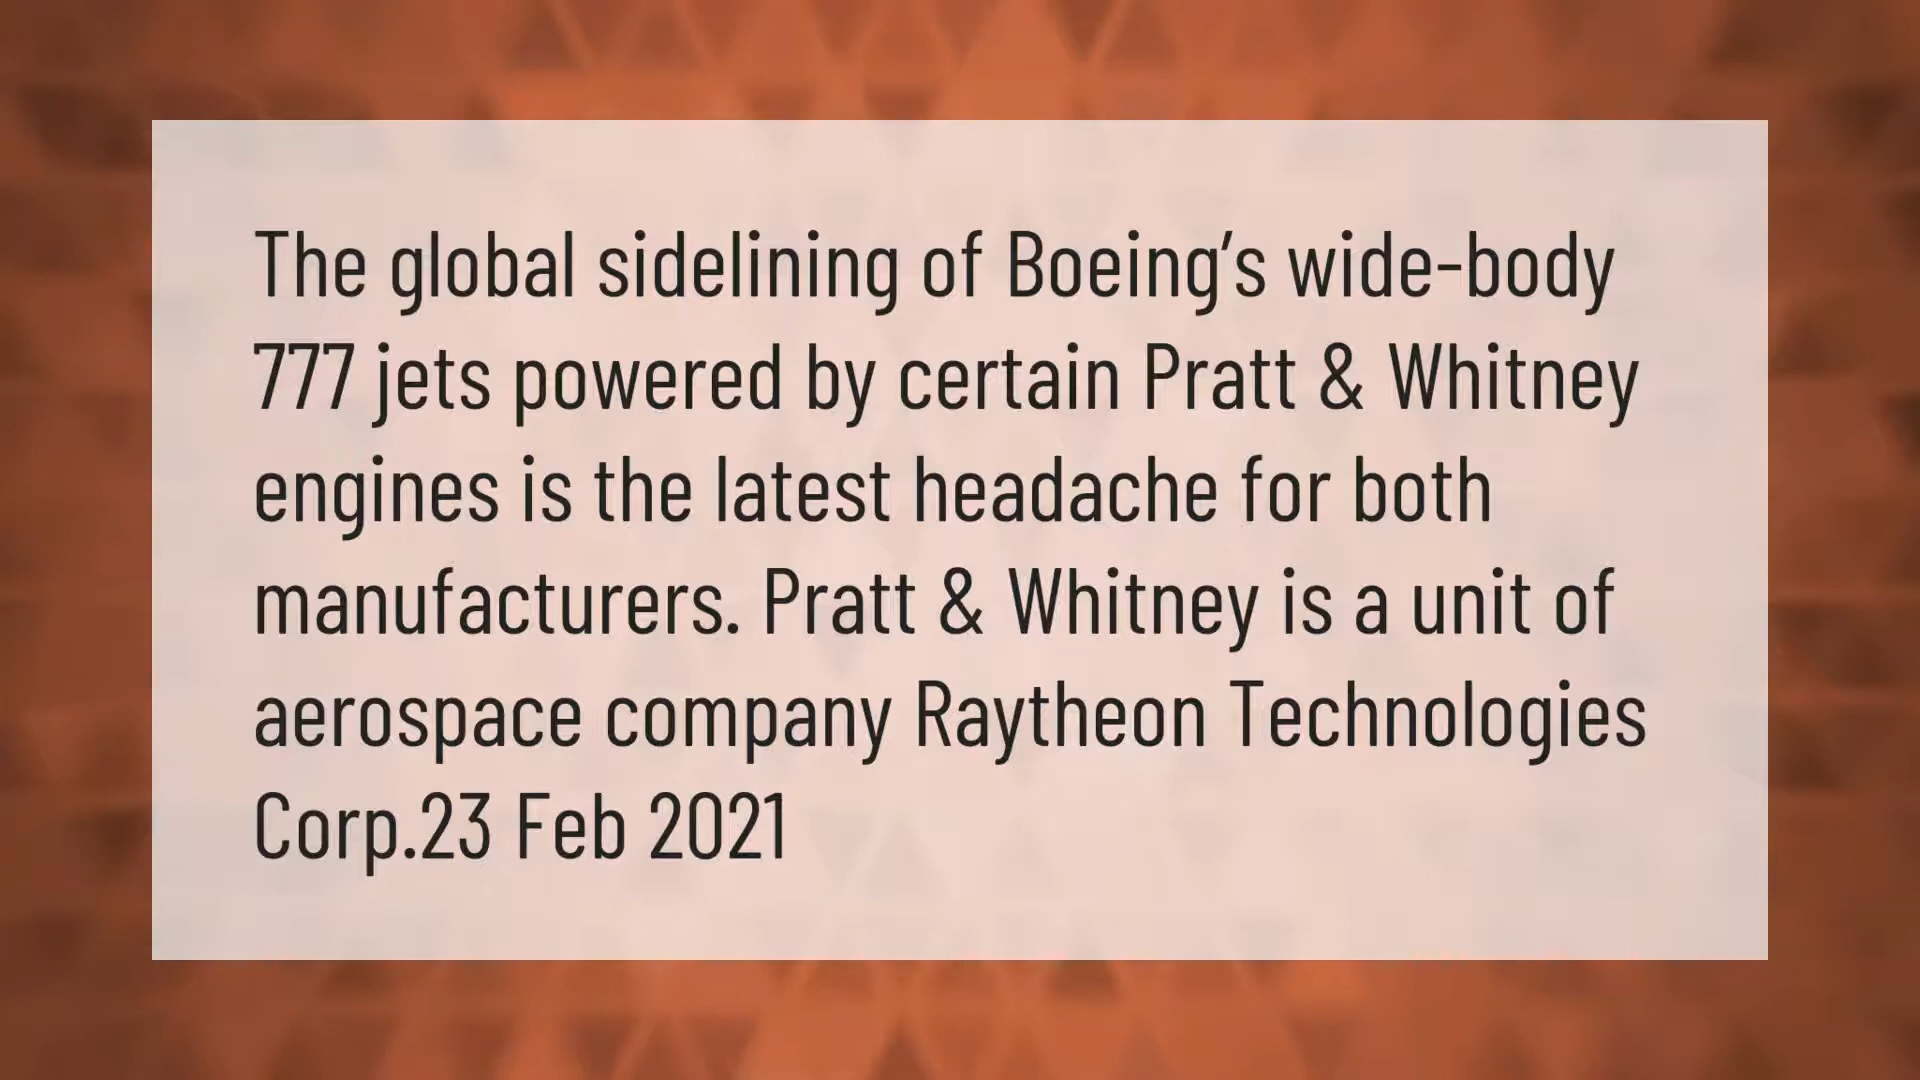 The global sidelining of Boeing’s wide-body
777 jets powered by certain Pratt & Whitney
engines is the latest headache for both
manufacturers. Pratt & Whitney is a unit of
aerospace company Raytheon Technologies
Corp.23 Feb 2021